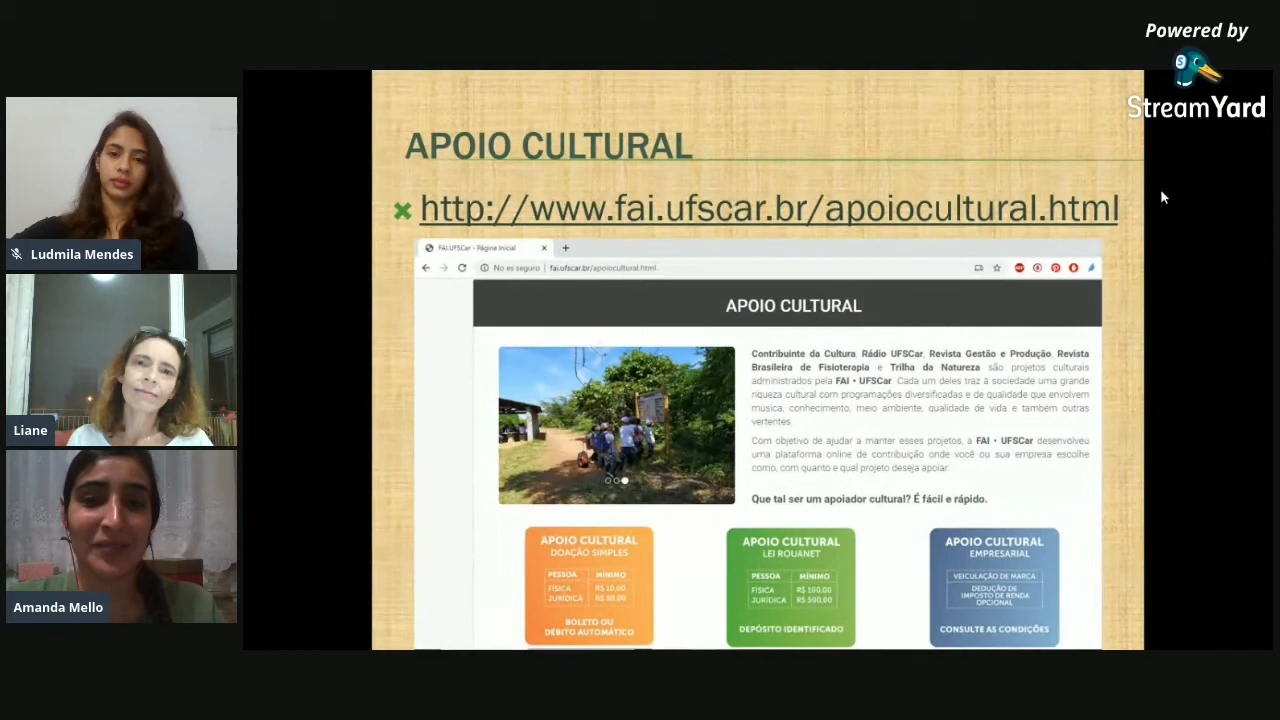 Powered by
StreamYard
Ludmila Mendes
Liane
Amanda Mello
APOIO CULTURAL
http://www.fai.ufscar.br/apoiocultural.html
FAI.UFSCar - Página Inicial
No es seguro | fai.ufscar.br/apoiocultural.html
APOIO CULTURAL
Contribuinte da Cultura, Rádio UFSCar, Revista Gestão e Produção, Revista
Brasileira de Fisioterapia e Trilha da Natureza são projetos culturais
administrados pela FAI • UFSCar. Cada um deles traz à sociedade uma grande
riqueza cultural com programações diversificadas e de qualidade que envolvem
música, conhecimento, meio ambiente, qualidade de vida e também outras
vertentes.
Com objetivo de ajudar a manter esses projetos, a FAI • UFSCar desenvolveu
uma plataforma online de contribuição onde você ou sua empresa escolhe
como, com quanto e qual projeto deseja apoiar.
Que tal ser um apoiador cultural? É fácil e rápido.
APOIO CULTURAL
DOAÇÃO SIMPLES
PESSOA MÍNIMO
FÍSICA R$ 10,00
JURÍDICA R$ 50,00
BOLETO OU
DÉBITO AUTOMÁTICO
APOIO CULTURAL
LEI ROUANET
PESSOA MÍNIMO
FÍSICA R$ 100,00
JURÍDICA R$ 500,00
DEPÓSITO IDENTIFICADO
APOIO CULTURAL
EMPRESARIAL
VEICULAÇÃO DE MARCA
DEDUÇÃO DE
IMPOSTO DE RENDA
OPCIONAL
CONSULTE AS CONDIÇÕES